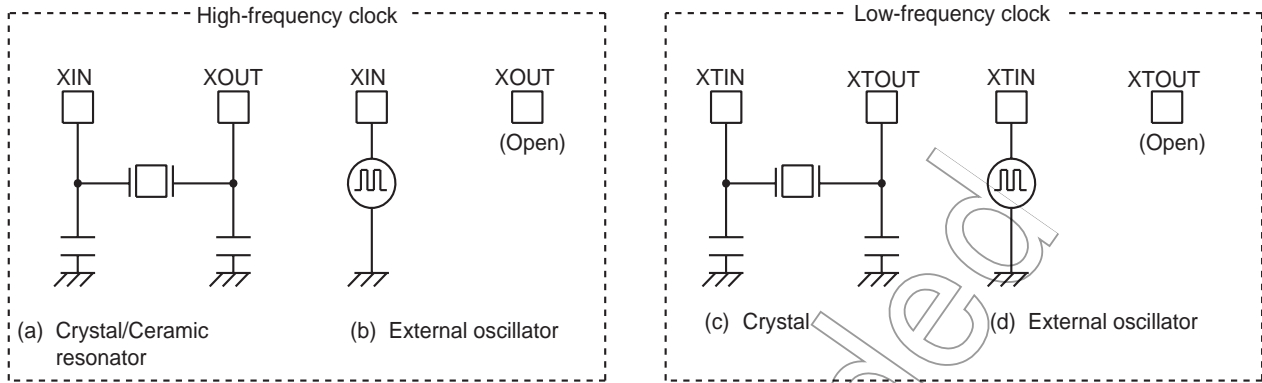 High-frequency clock
XIN XOUT XIN XOUT
(Open)
(a) Crystal/Ceramic
resonator
(b) External oscillator
Low-frequency clock
XTIN XTOUT XTIN XTOUT
(Open)
(c) Crystal
(d) External oscillator